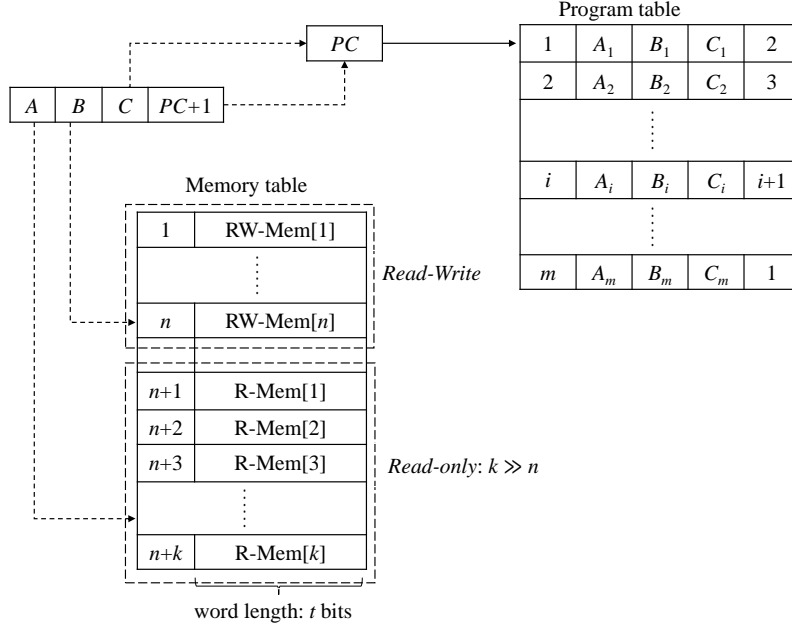 Program table
PC
1 A₁ B₁ C₁ 2
2 A₂ B₂ C₂ 3
A B C PC+1
i Aᵢ Bᵢ Cᵢ i+1
m Aₘ Bₘ Cₘ 1
Memory table
1 RW-Mem[1]
Read-Write
n RW-Mem[n]
n+1 R-Mem[1]
n+2 R-Mem[2]
n+3 R-Mem[3]
Read-only: k ≫ n
n+k R-Mem[k]
word length: t bits